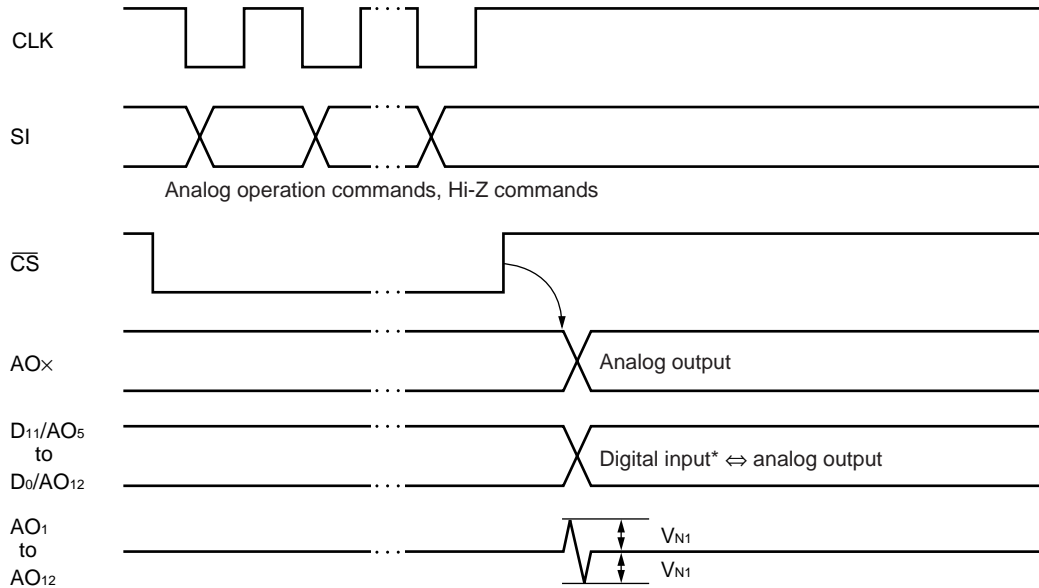 CLK
SI
Analog operation commands, Hi-Z commands
CS
AO×
Analog output
D11/AO5
to
D0/AO12
Digital input* ⇔ analog output
AO1
to
AO12
VN1
VN1